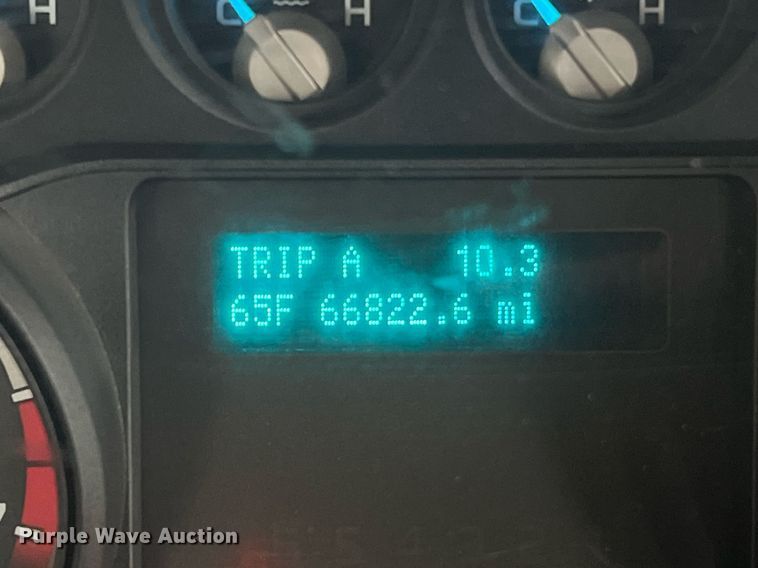 H C H C H
TRIP A 10.3
65F 66822.6 mi
Purple Wave Auction